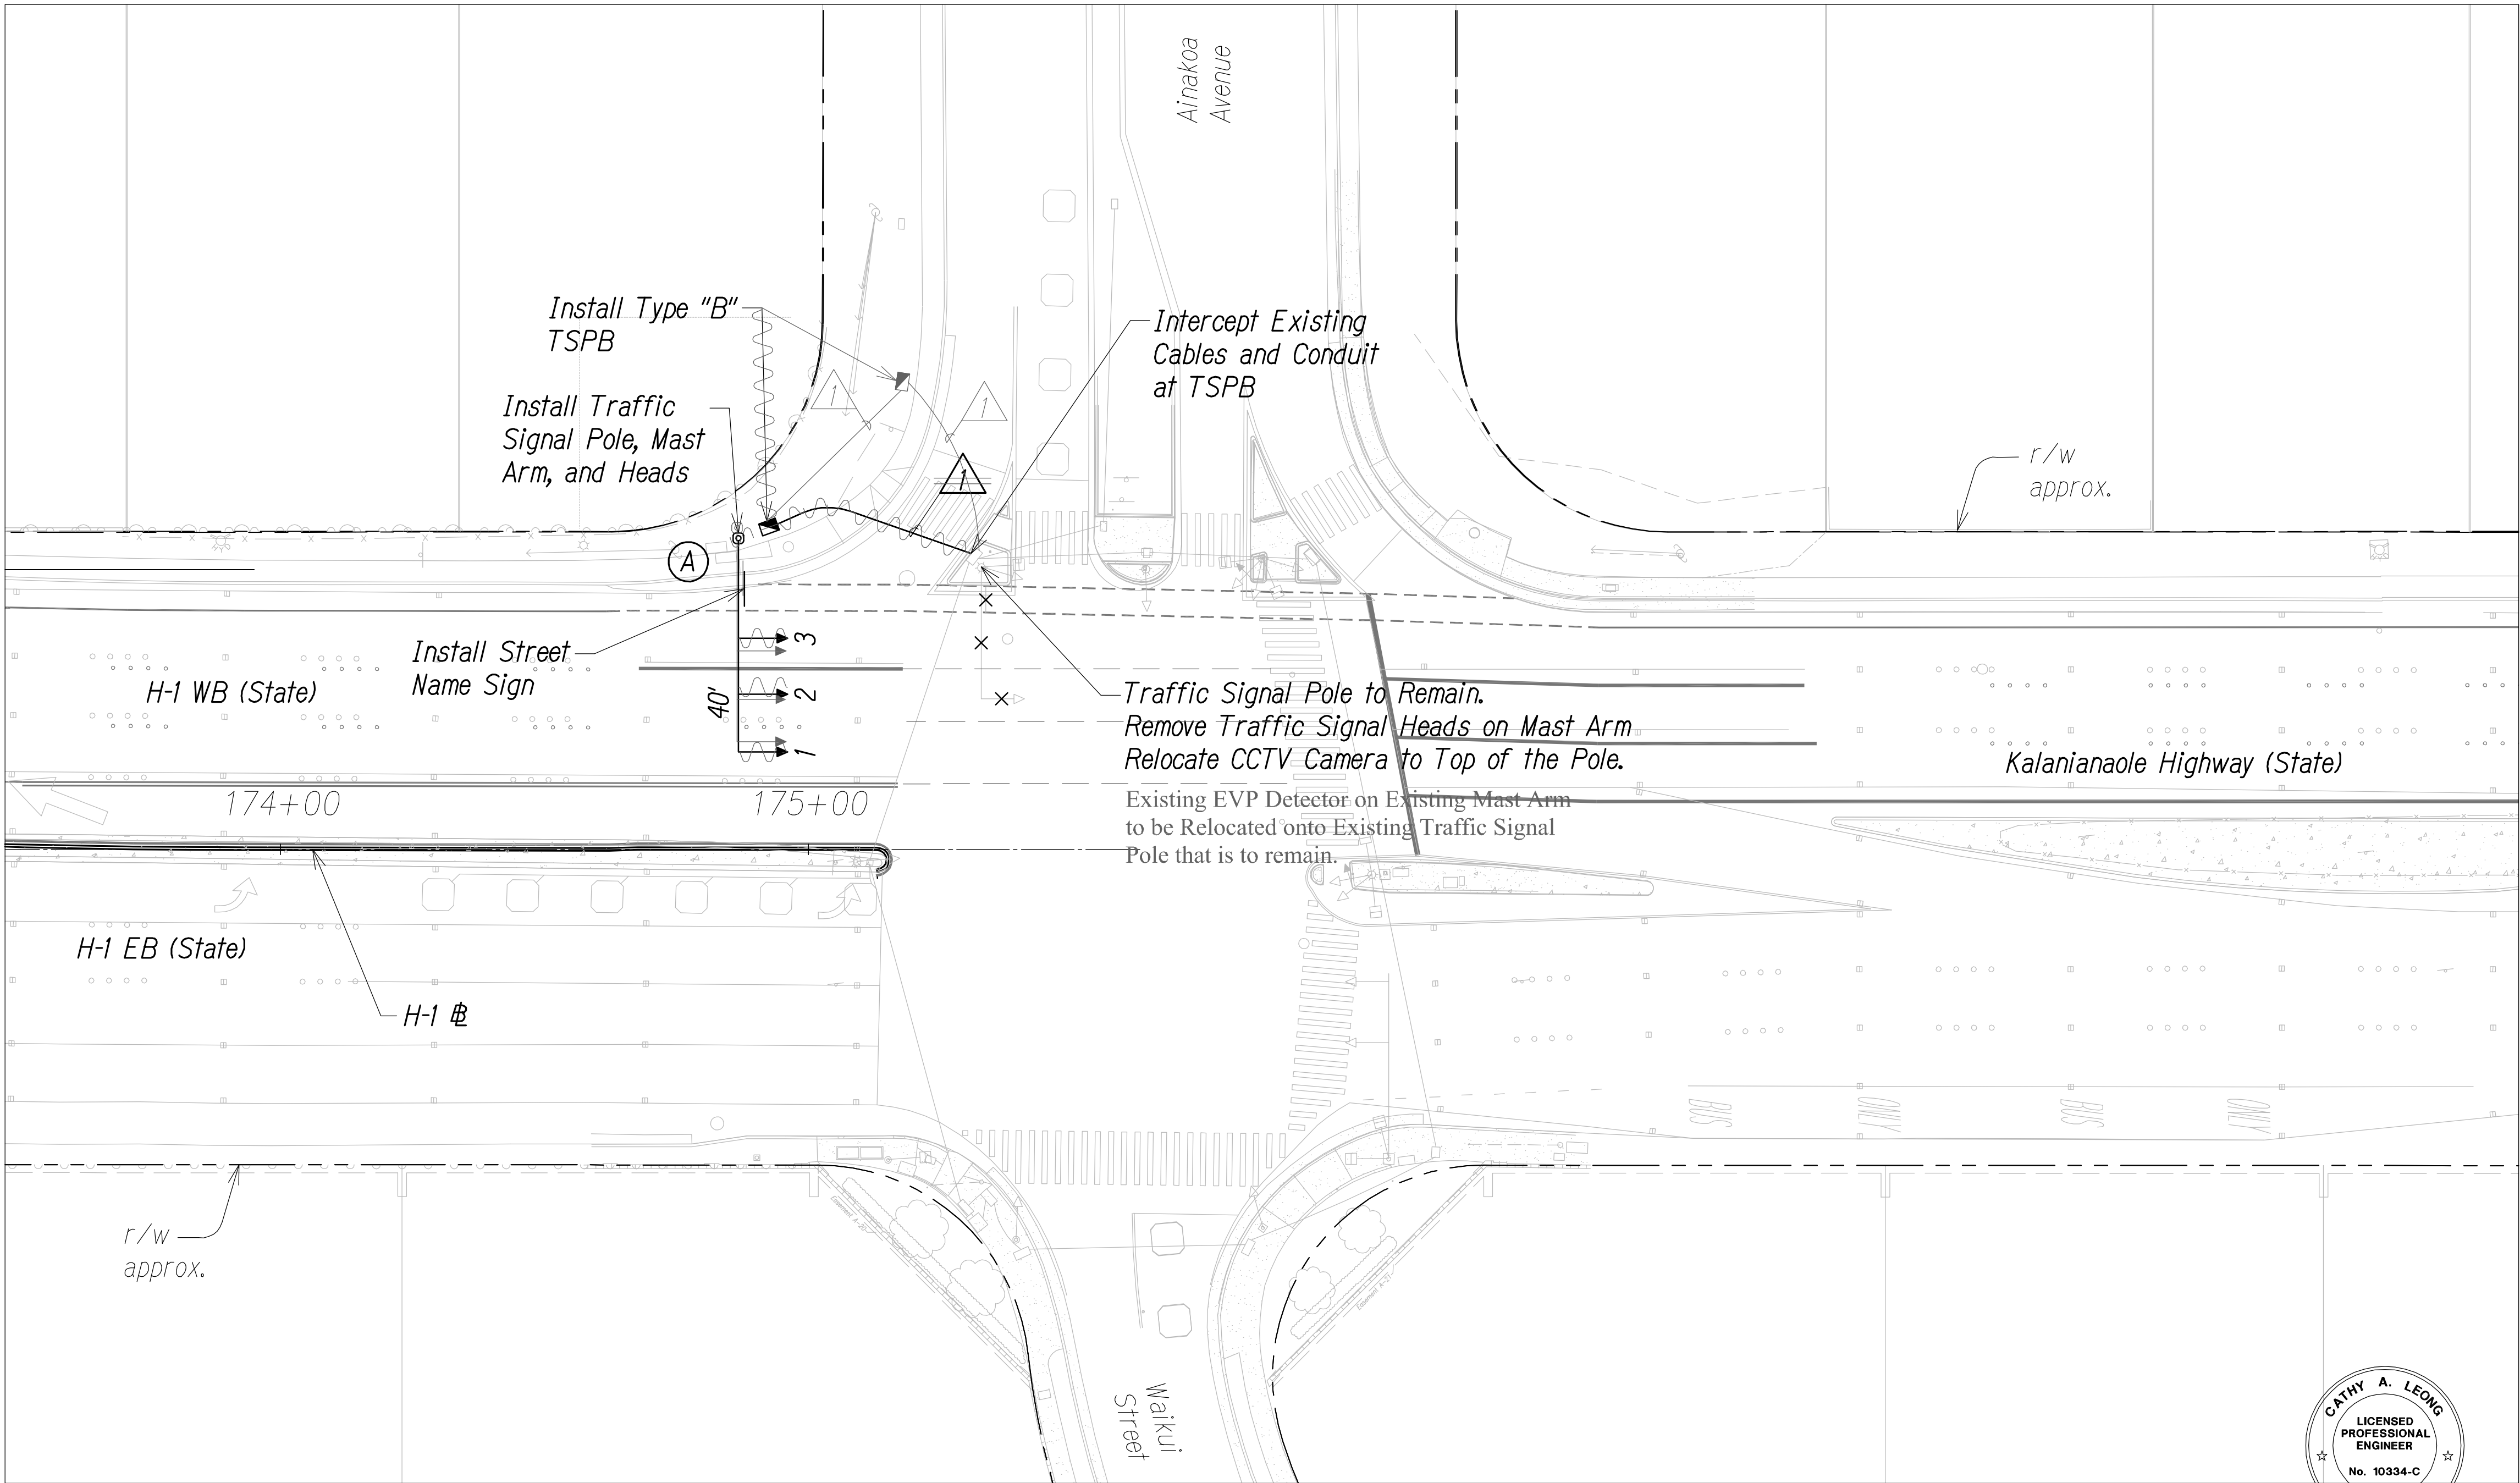 Ainakoa
Avenue
Install Type "B"
TSPB
Intercept Existing
Cables and Conduit
at TSPB
Install Traffic
Signal Pole, Mast
Arm, and Heads
1
1
1
r/w
approx.
A
Install Street
Name Sign
3
2
1
40'
H-1 WB (State)
Traffic Signal Pole to Remain.
Remove Traffic Signal Heads on Mast Arm
Relocate CCTV Camera to Top of the Pole.
Kalanianaole Highway (State)
174+00
175+00
Existing EVP Detector on Existing Mast Arm
to be Relocated onto Existing Traffic Signal
Pole that is to remain.
H-1 EB (State)
H-1 BL
r/w
approx.
Easement A-20
Easement A-21
Waikui
Street
CATHY A. LEONG
LICENSED
PROFESSIONAL
ENGINEER
No. 10334-C